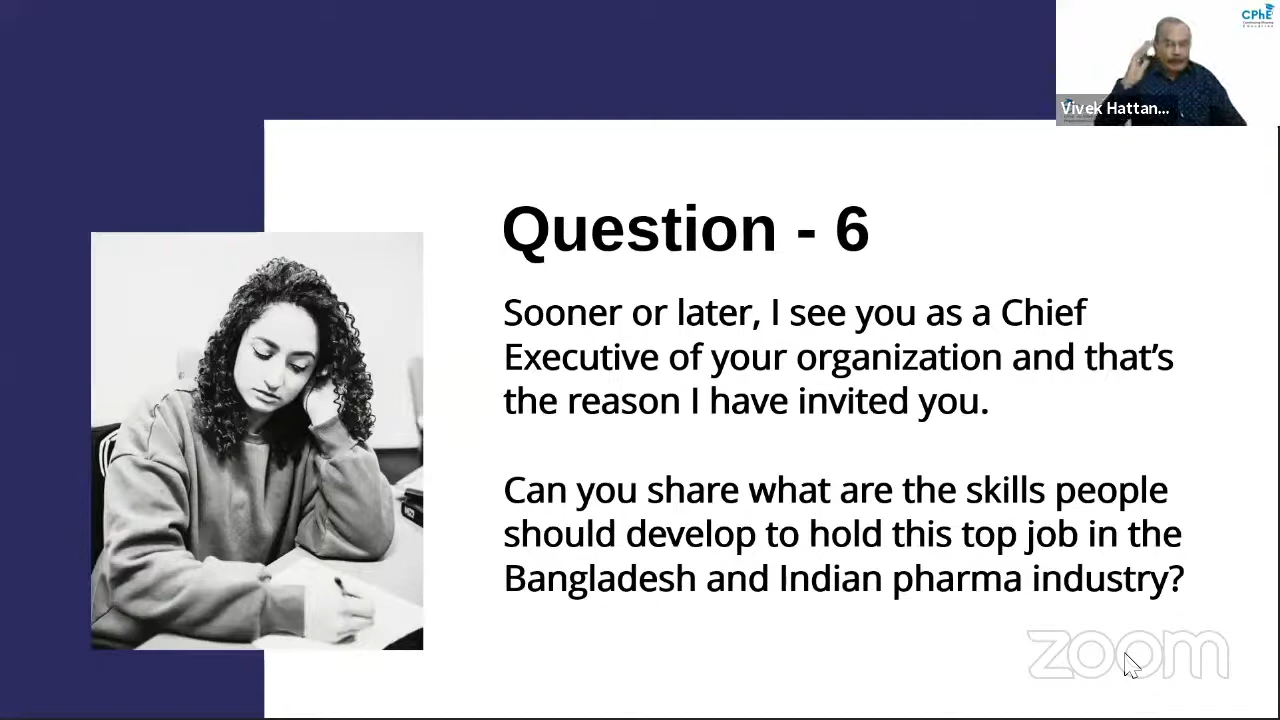 CPhE
Vivek Hattan...
Question - 6
Sooner or later, I see you as a Chief
Executive of your organization and that’s
the reason I have invited you.
Can you share what are the skills people
should develop to hold this top job in the
Bangladesh and Indian pharma industry?
zoom